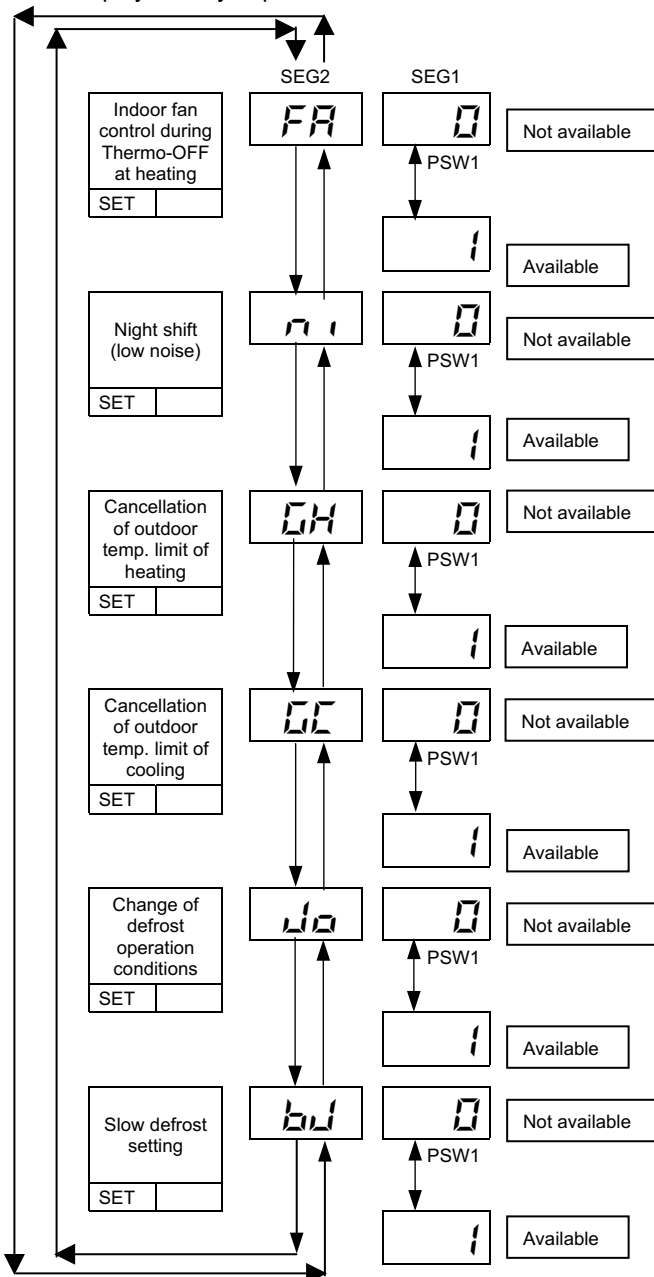 SEG2 SEG1
Indoor fan
control during
Thermo-OFF
at heating
SET
FA
0
Not available
PSW1
1
Available
Night shift
(low noise)
SET
ni
0
Not available
PSW1
1
Available
Cancellation
of outdoor
temp. limit of
heating
SET
GH
0
Not available
PSW1
1
Available
Cancellation
of outdoor
temp. limit of
cooling
SET
GC
0
Not available
PSW1
1
Available
Change of
defrost
operation
conditions
SET
Jo
0
Not available
PSW1
1
Available
Slow defrost
setting
SET
bJ
0
Not available
PSW1
1
Available